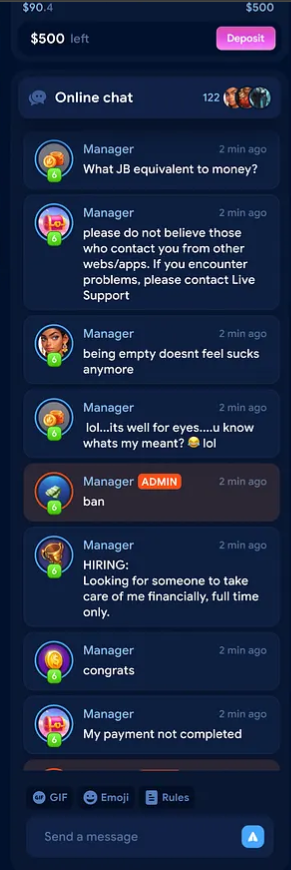 $90.4 $500
$500 left Deposit
Online chat 122
Manager 2 min ago
What JB equivalent to money?
6
Manager 2 min ago
please do not believe those
who contact you from other
webs/apps. If you encounter
problems, please contact Live
Support
6
Manager 2 min ago
being empty doesnt feel sucks
anymore
6
Manager 2 min ago
lol...its well for eyes....u know
whats my meant? 😂 lol
6
Manager ADMIN 2 min ago
ban
6
Manager 2 min ago
HIRING:
Looking for someone to take
care of me financially, full time
only.
6
Manager 2 min ago
congrats
6
Manager 2 min ago
My payment not completed
6
GIF Emoji Rules
Send a message